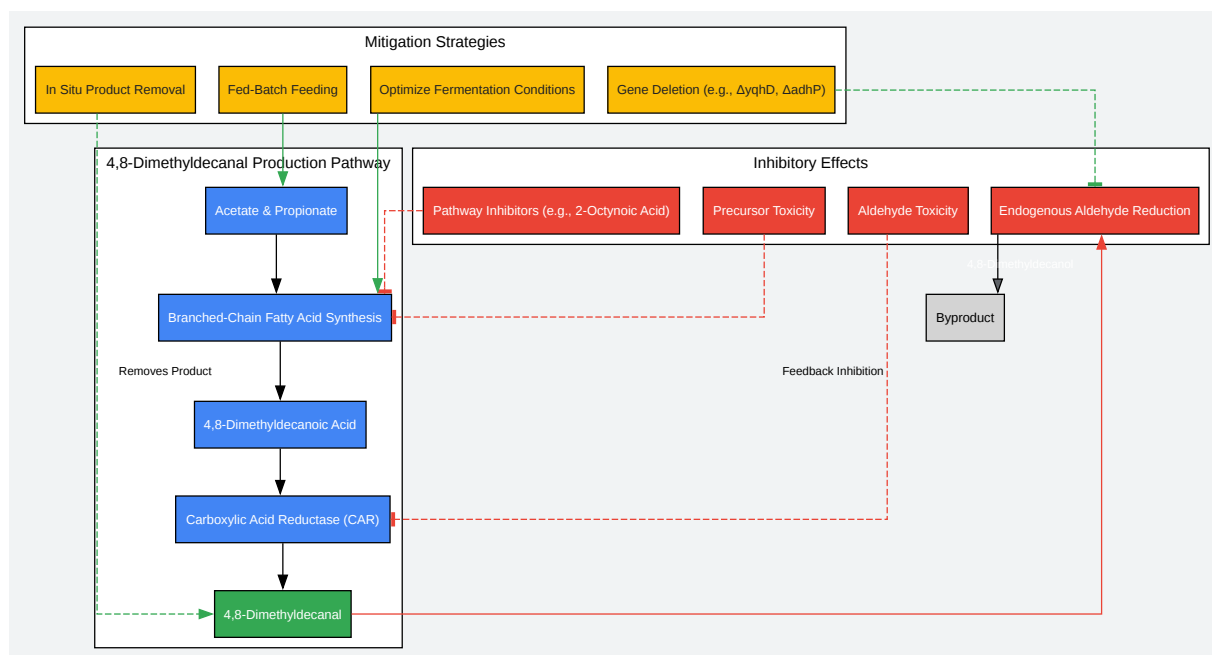 Mitigation Strategies
In Situ Product Removal
Fed-Batch Feeding
Optimize Fermentation Conditions
Gene Deletion (e.g., ΔyqhD, ΔadhP)
4,8-Dimethyldecanal Production Pathway
Inhibitory Effects
Acetate & Propionate
Pathway Inhibitors (e.g., 2-Octynoic Acid)
Precursor Toxicity
Aldehyde Toxicity
Endogenous Aldehyde Reduction
4,8-Dimethyldecanol
Branched-Chain Fatty Acid Synthesis
Byproduct
Removes Product
Feedback Inhibition
4,8-Dimethyldecanoic Acid
Carboxylic Acid Reductase (CAR)
4,8-Dimethyldecanal